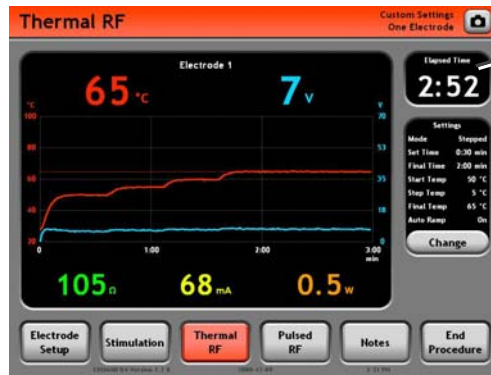 Thermal RF
Custom Settings
One Electrode
Electrode 1
65 °C
7 V
Elapsed Time
2:52
°C
V
100
80
60
40
20
70
53
35
18
0
0
1:00
2:00
3:00
min
105 Ω
68 mA
0.5 W
Settings
Mode Stepped
Set Time 0:30 min
Final Time 2:00 min
Start Temp 50 °C
Step Temp 5 °C
Final Temp 65 °C
Auto Ramp On
Change
Electrode Setup
Stimulation
Thermal RF
Pulsed RF
Notes
End Procedure